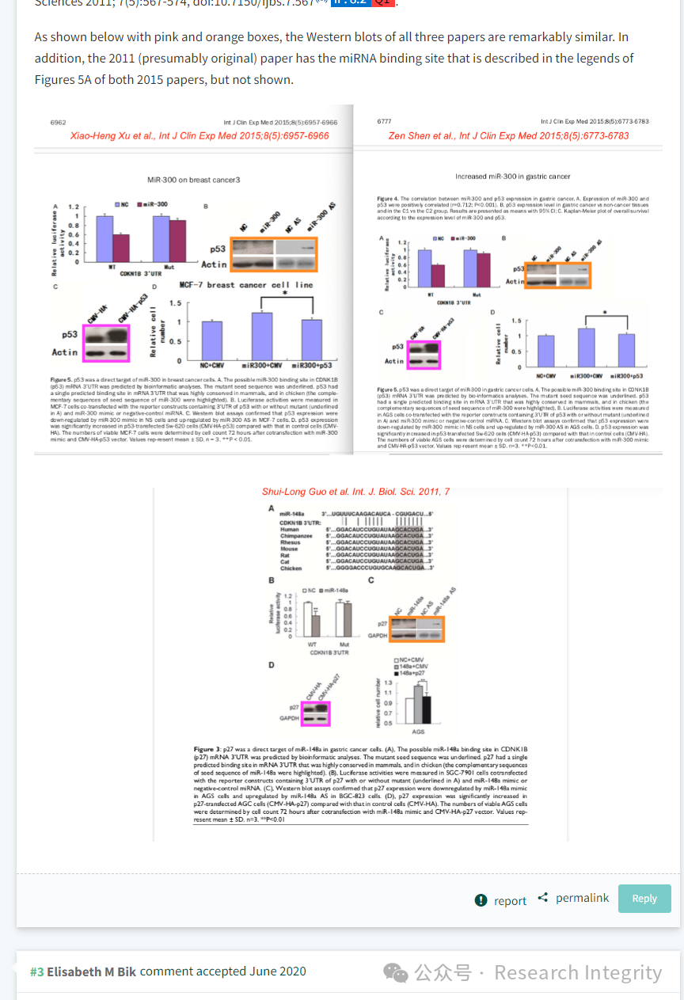 Sciences 2011; 7(5):567-574, doi:10.7150/ijbs.7.567 IF: 8.2 Q1 .
As shown below with pink and orange boxes, the Western blots of all three papers are remarkably similar. In
addition, the 2011 (presumably original) paper has the miRNA binding site that is described in the legends of
Figures 5A of both 2015 papers, but not shown.
6962 Int J Clin Exp Med 2015;8(5):6957-6966
Xiao-Heng Xu et al., Int J Clin Exp Med 2015;8(5):6957-6966
MiR-300 on breast cancer3
A
Relative luciferase activity
1.2
1
0.8
0.6
0.4
0.2
0
NC miR-300
WT Mut
CDKN1B 3'UTR
B
NC miR-300 NC AS miR-300 AS
p53
Actin
C
CMV-HA CMV-HA-p53
p53
Actin
D
MCF-7 breast cancer cell line
Relative cell number
1.5
1
0.5
0
*
NC+CMV miR300+CMV miR300+p53
Figure 5. p53 was a direct target of miR-300 in breast cancer cells. A. The possible miR-300 binding site in CDNK1B
(p53) mRNA 3'UTR was predicted by bio-informatic analyses. The mutant seed sequence was underlined. p53 had
a single predicted binding site in mRNA 3'UTR that was highly conserved in mammals, and in chicken (the comple-
mentary sequences of seed sequence of miR-300 were highlighted). B. Luciferase activities were measured in
MCF-7 cells co-transfected with the reporter constructs containing 3'UTR of p53 with or without mutant (underlined
in A) and miR-300 mimic or negative-control miRNA. C. Western blot assays confirmed that p53 expression were
down-regulated by miR-300 mimic in NS cells and up-regulated by miR-300 AS in MCF-7 cells. D. p53 expression
was significantly increased in p53-transfected Sw-620 cells (CMV-HA-p53) compared with that in control cells (CMV-
HA). The numbers of viable MCF-7 cells were determined by cell count 72 hours after cotransfection with miR-300
mimic and CMV-HA-p53 vector. Values rep-resent mean ± SD. n = 3. **P < 0.01.
6777 Int J Clin Exp Med 2015;8(5):6773-6783
Zen Shen et al., Int J Clin Exp Med 2015;8(5):6773-6783
Increased miR-300 in gastric cancer
Figure 4. The correlation between miR-300 and p53 expression in gastric cancer. A. Expression of miR-300 and
p53 were positively correlated (r=0.712; P<0.001). B. p53 expression level in gastric cancer vs non-cancer tissues
and in the C1 vs the C2 group. Results are presented as means with 95% CI; C. Kaplan-Meier plot of overall survival
according to the expression level of miR-300 and p53.
A
Relative luciferase activity
1.2
1
0.8
0.6
0.4
0.2
0
NC miR-300
WT Mut
CDKN1B 3'UTR
B
NC miR-300 NC AS miR-300 AS
p53
Actin
C
CMV-HA CMV-HA-p53
p53
Actin
D
Relative cell number
1.5
1
0.5
0
*
NC+CMV miR300+CMV miR300+p53
Figure 5. p53 was a direct target of miR-300 in gastric cancer cells. A. The possible miR-300 binding site in CDNK1B
(p53) mRNA 3'UTR was predicted by bio-informatics analyses. The mutant seed sequence was underlined. p53
had a single predicted binding site in mRNA 3'UTR that was highly conserved in mammals, and in chicken (the
complementary sequences of seed sequence of miR-300 were highlighted). B. Luciferase activities were measured
in AGS cells co-transfected with the reporter constructs containing 3'UTR of p53 with or without mutant (underlined
in A) and miR-300 mimic or negative-control miRNA. C. Western blot assays confirmed that p53 expression were
down-regulated by miR-300 mimic in NS cells and up-regulated by miR-300 AS in AGS cells. D. p53 expression was
significantly increased in p53-transfected Sw-620 cells (CMV-HA-p53) compared with that in control cells (CMV-HA).
The numbers of viable AGS cells were determined by cell count 72 hours after cotransfection with miR-300 mimic
and CMV-HA-p53 vector. Values rep-resent mean ± SD, n=3. **P<0.01.
Shui-Long Guo et al. Int. J. Biol. Sci. 2011, 7
A
miR-148a 3'...UGUUUCAAGACAUCA - CGUGACU...5'
CDKN1B 3'UTR:
Human 5'...GGACAUCCUGUAUAAGCACUGA...3'
Chimpanzee 5'...GGACAUCCUGUAUAAGCACUGA...3'
Rhesus 5'...GGACAUCCUGUAUAAGCACUGA...3'
Mouse 5'...GGACAUCCUGUAUAAGCACUGA...3'
Rat 5'...GGACAUCCUGUAUAAGCACUGA...3'
Cat 5'...GGACAUCCUGUAUAAGCACUGA...3'
Chicken 5'...GGGGACCCUGUGCAAGCACUGA...3'
B
Relative luciferase activity
NC miR-148a
1.2
1
0.8
0.6
0.4
0.2
0
**
WT Mut
CDKN1B 3'UTR
C
NC miR-148a NC AS miR-148a AS
p27
GAPDH
D
CMV-HA CMV-HA-p27
p27
GAPDH
NC+CMV
148a+CMV
148a+p27
relative cell number
1.3
1.1
0.9
0.7
0.5
**
AGS
Figure 3: p27 was a direct target of miR-148a in gastric cancer cells. (A), The possible miR-148a binding site in CDNK1B
(p27) mRNA 3'UTR was predicted by bioinformatic analyses. The mutant seed sequence was underlined. p27 had a single
predicted binding site in mRNA 3'UTR that was highly conserved in mammals, and in chicken (the complementary sequences
of seed sequence of miR-148a were highlighted). (B), Luciferase activities were measured in SGC-7901 cells cotransfected
with the reporter constructs containing 3'UTR of p27 with or without mutant (underlined in A) and miR-148a mimic or
negative-control miRNA. (C), Western blot assays confirmed that p27 expression were downregulated by miR-148a mimic
in AGS cells and upregulated by miR-148a AS in BGC-823 cells. (D), p27 expression was significantly increased in
p27-transfected AGC cells (CMV-HA-p27) compared with that in control cells (CMV-HA). The numbers of viable AGS cells
were determined by cell count 72 hours after cotransfection with miR-148a mimic and CMV-HA-p27 vector. Values rep-
resent mean ± SD. n=3. **P<0.01
report permalink Reply
#3 Elisabeth M Bik comment accepted June 2020
公众号 · Research Integrity